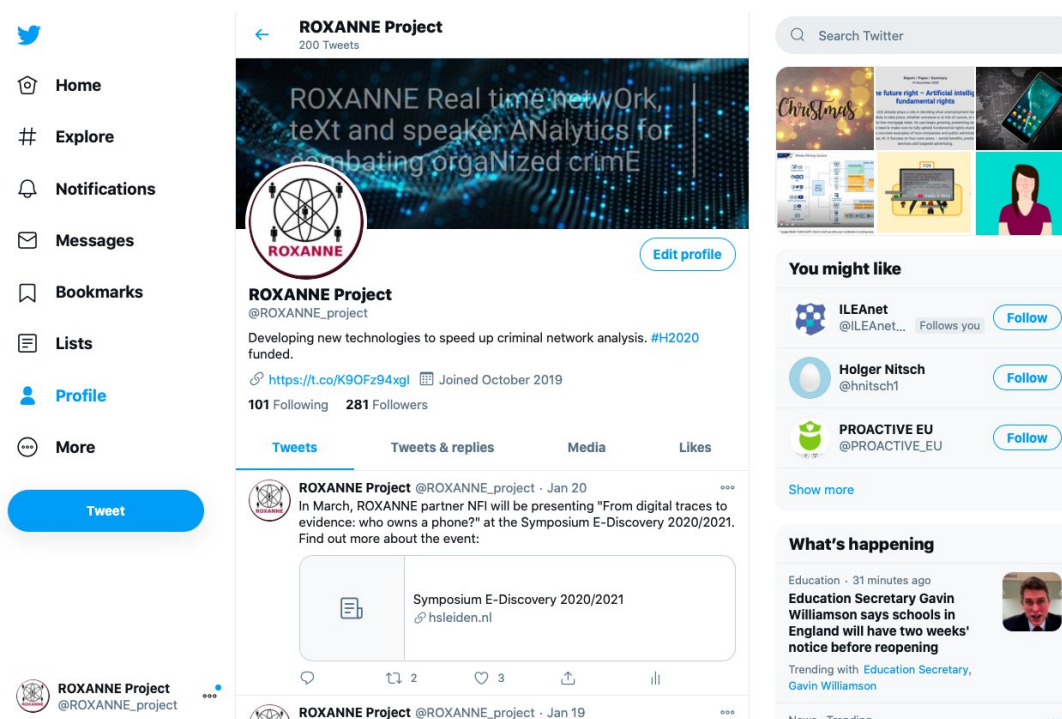 Home
Explore
Notifications
Messages
Bookmarks
Lists
Profile
More
Tweet
ROXANNE Project
@ROXANNE_project
ROXANNE Project
200 Tweets
ROXANNE Real time netwOrk,
teXt and speaker ANalytics for
combating orgaNized crimE
ROXANNE
Edit profile
ROXANNE Project
@ROXANNE_project
Developing new technologies to speed up criminal network analysis. #H2020
funded.
https://t.co/K9OFz94xgl Joined October 2019
101 Following 281 Followers
Tweets Tweets & replies Media Likes
ROXANNE Project @ROXANNE_project · Jan 20
In March, ROXANNE partner NFI will be presenting "From digital traces to
evidence: who owns a phone?" at the Symposium E-Discovery 2020/2021.
Find out more about the event:
Symposium E-Discovery 2020/2021
hsleiden.nl
2 3
ROXANNE Project @ROXANNE_project · Jan 19
Search Twitter
Christmas
future right – Artificial
fundamental rights
You might like
ILEAnet
@ILEAnet... Follows you
Follow
Holger Nitsch
@hnitsch1
Follow
PROACTIVE EU
@PROACTIVE_EU
Follow
Show more
What's happening
Education · 31 minutes ago
Education Secretary Gavin
Williamson says schools in
England will have two weeks'
notice before reopening
Trending with Education Secretary,
Gavin Williamson
News · Trending